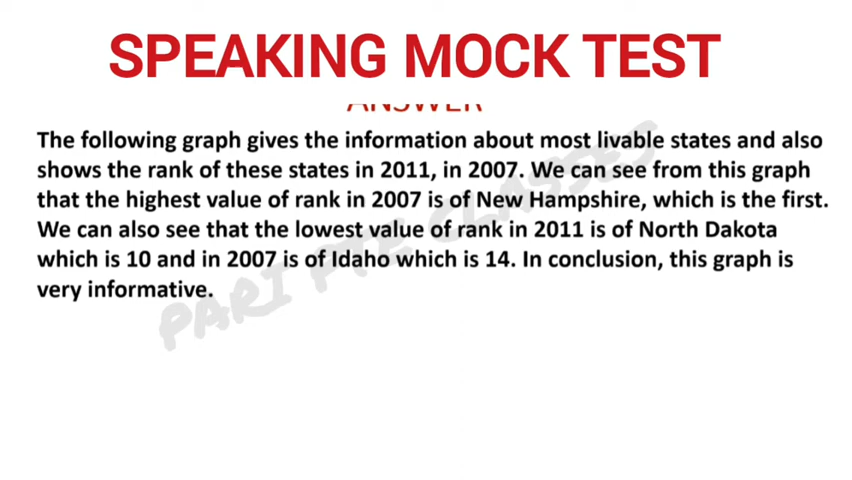 SPEAKING MOCK TEST
ANSWER
The following graph gives the information about most livable states and also
shows the rank of these states in 2011, in 2007. We can see from this graph
that the highest value of rank in 2007 is of New Hampshire, which is the first.
We can also see that the lowest value of rank in 2011 is of North Dakota
which is 10 and in 2007 is of Idaho which is 14. In conclusion, this graph is
very informative.
PARI PTE CLASSES